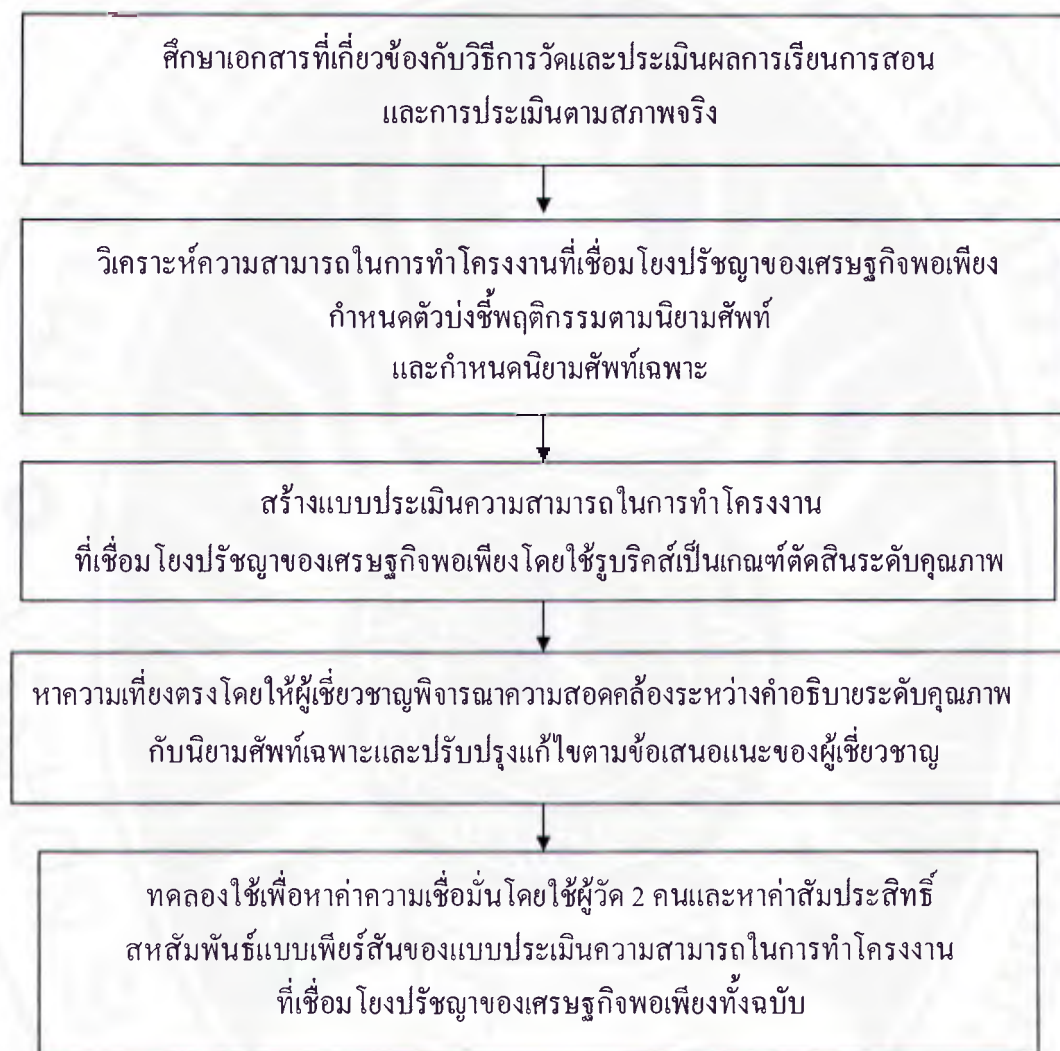 ศึกษาเอกสารที่เกี่ยวข้องกับวิธีการวัดและประเมินผลการเรียนการสอน
และการประเมินตามสภาพจริง
วิเคราะห์ความสามารถในการทำโครงงานที่เชื่อมโยงปรัชญาของเศรษฐกิจพอเพียง
กำหนดตัวบ่งชี้พฤติกรรมตามนิยามศัพท์
และกำหนดนิยามศัพท์เฉพาะ
สร้างแบบประเมินความสามารถในการทำโครงงาน
ที่เชื่อมโยงปรัชญาของเศรษฐกิจพอเพียงโดยใช้รูบริคส์เป็นเกณฑ์ตัดสินระดับคุณภาพ
หาความเที่ยงตรงโดยให้ผู้เชี่ยวชาญพิจารณาความสอดคล้องระหว่างคำอธิบายระดับคุณภาพ
กับนิยามศัพท์เฉพาะและปรับปรุงแก้ไขตามข้อเสนอแนะของผู้เชี่ยวชาญ
ทดลองใช้เพื่อหาค่าความเชื่อมั่นโดยใช้ผู้วัด 2 คนและหาค่าสัมประสิทธิ์
สหสัมพันธ์แบบเพียร์สันของแบบประเมินความสามารถในการทำโครงงาน
ที่เชื่อมโยงปรัชญาของเศรษฐกิจพอเพียงทั้งฉบับ